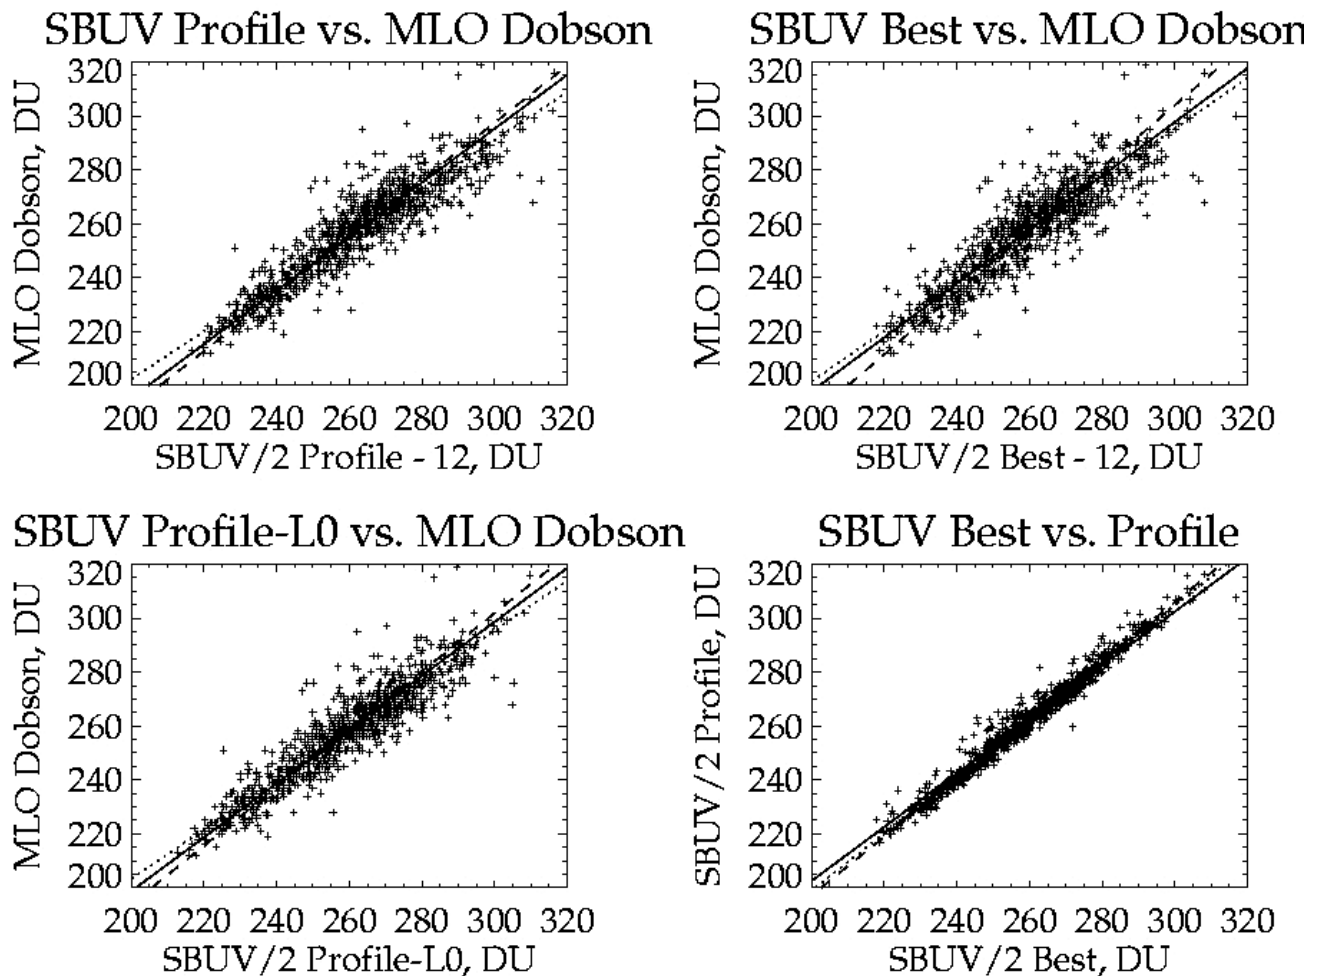 SBUV Profile vs. MLO Dobson
MLO Dobson, DU
320
300
280
260
240
220
200
200 220 240 260 280 300 320
SBUV/2 Profile - 12, DU
SBUV Best vs. MLO Dobson
MLO Dobson, DU
320
300
280
260
240
220
200
200 220 240 260 280 300 320
SBUV/2 Best - 12, DU
SBUV Profile-L0 vs. MLO Dobson
MLO Dobson, DU
320
300
280
260
240
220
200
200 220 240 260 280 300 320
SBUV/2 Profile-L0, DU
SBUV Best vs. Profile
SBUV/2 Profile, DU
320
300
280
260
240
220
200
200 220 240 260 280 300 320
SBUV/2 Best, DU